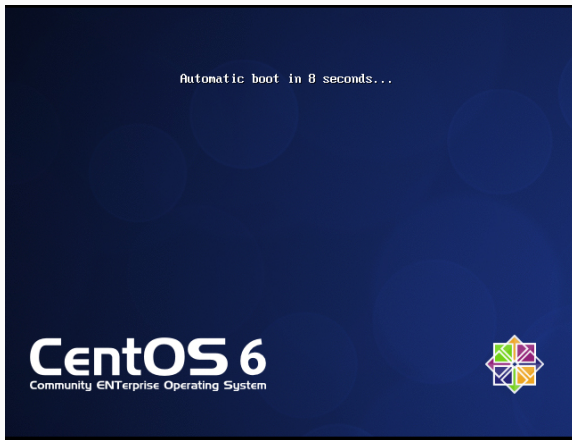 Automatic boot in 8 seconds...
CentOS 6
Community ENTerprise Operating System